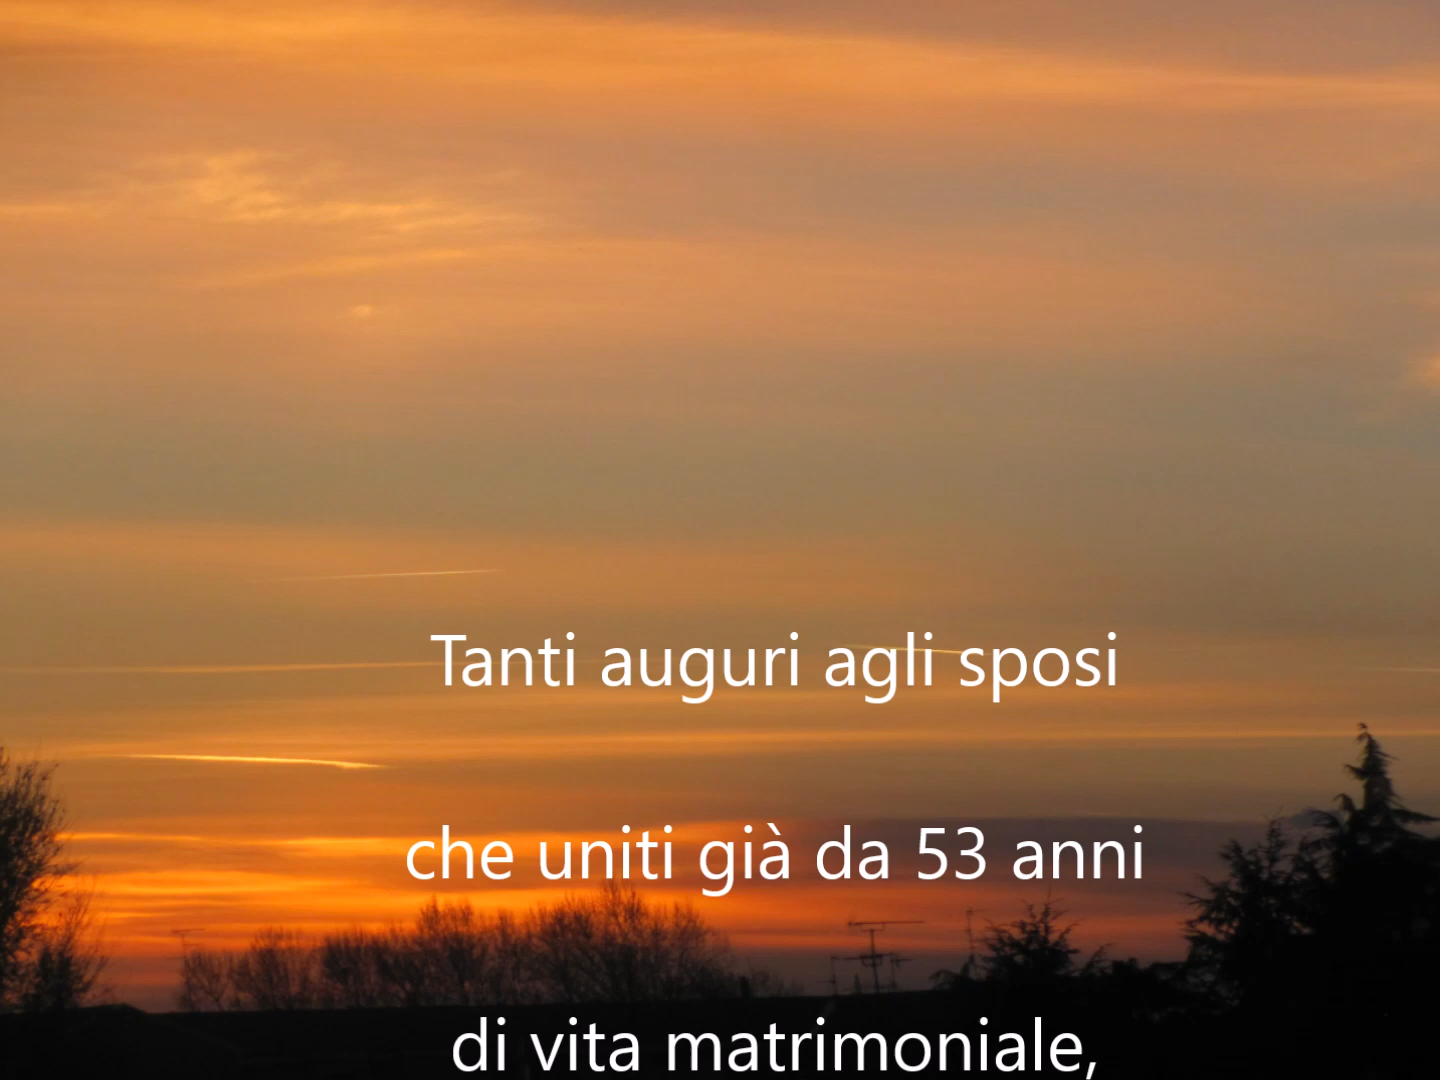 Tanti auguri agli sposi
che uniti già da 53 anni
di vita matrimoniale,